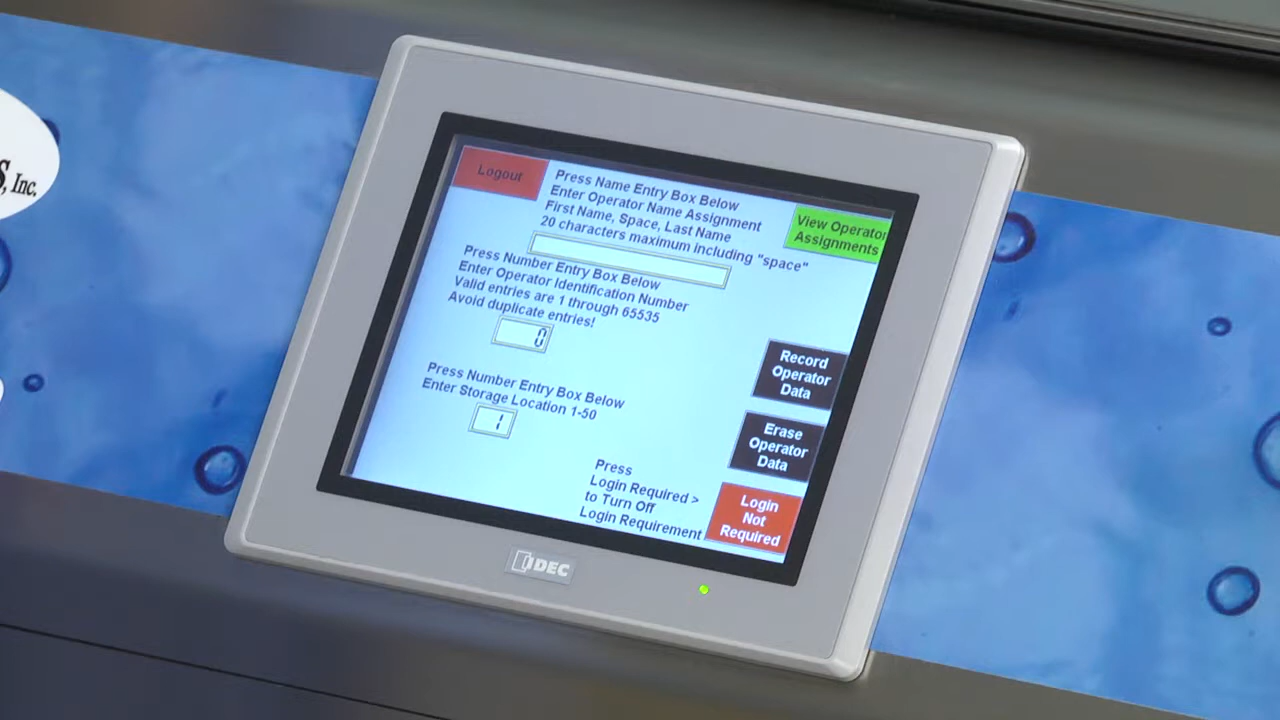 S, Inc.
Logout
Press Name Entry Box Below
Enter Operator Name Assignment
First Name, Space, Last Name
20 characters maximum including "space"
View Operator
Assignments
Press Number Entry Box Below
Enter Operator Identification Number
Valid entries are 1 through 65535
Avoid duplicate entries!
0
Record
Operator
Data
Press Number Entry Box Below
Enter Storage Location 1-50
1
Erase
Operator
Data
Press
Login Required >
to Turn Off
Login Requirement
Login
Not
Required
IDEC